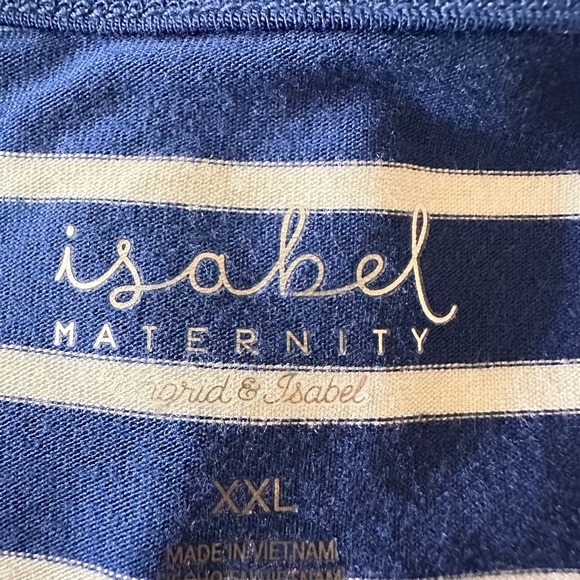 isabel
MATERNITY
Ingrid & Isabel
XXL
MADE IN VIETNAM